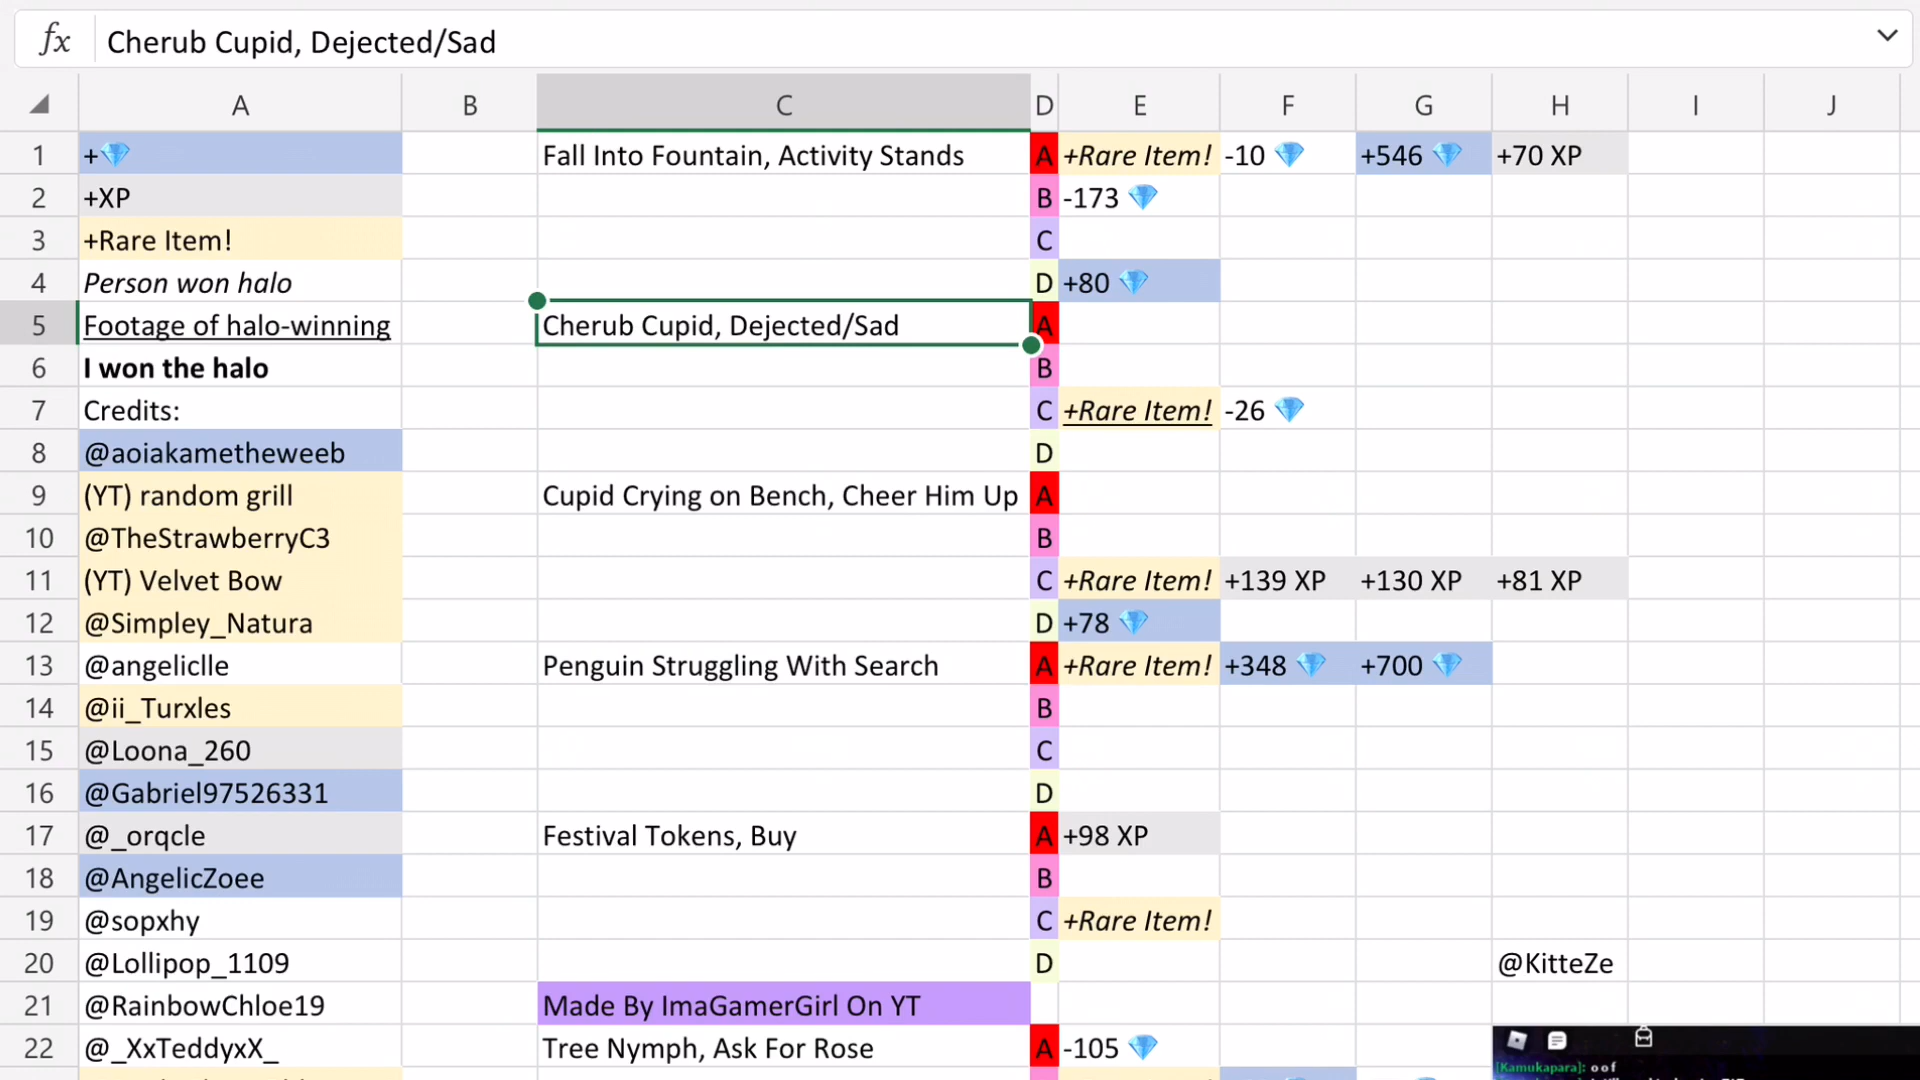 fx Cherub Cupid, Dejected/Sad
A B C D E F G H I J
1 +💎 Fall Into Fountain, Activity Stands A +Rare Item! -10 💎 +546 💎 +70 XP
2 +XP B -173 💎
3 +Rare Item! C
4 Person won halo D +80 💎
5 Footage of halo-winning Cherub Cupid, Dejected/Sad A
6 I won the halo B
7 Credits: C +Rare Item! -26 💎
8 @aoiakametheweeb D
9 (YT) random grill Cupid Crying on Bench, Cheer Him Up A
10 @TheStrawberryC3 B
11 (YT) Velvet Bow C +Rare Item! +139 XP +130 XP +81 XP
12 @Simpley_Natura D +78 💎
13 @angeliclle Penguin Struggling With Search A +Rare Item! +348 💎 +700 💎
14 @ii_Turxles B
15 @Loona_260 C
16 @Gabriel97526331 D
17 @_orqcle Festival Tokens, Buy A +98 XP
18 @AngelicZoee B
19 @sopxhy C +Rare Item!
20 @Lollipop_1109 D @KitteZe
21 @RainbowChloe19 Made By ImaGamerGirl On YT
22 @_XxTeddyxX_ Tree Nymph, Ask For Rose A -105 💎
[Kamukapara]: oof